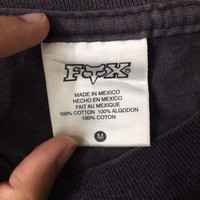 FOX
MADE IN MEXICO
HECHO EN MEXICO
FAIT AU MEXIQUE
100% COTTON 100% ALGODON
100% COTON
M